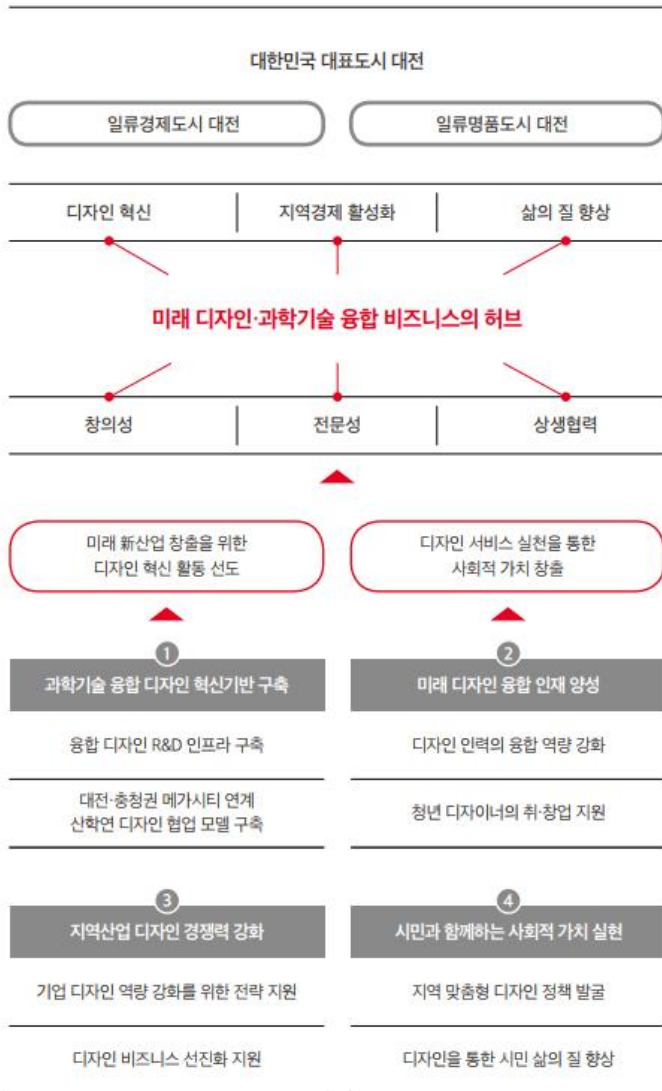 대한민국 대표도시 대전
일류경제도시 대전
일류명품도시 대전
디자인 혁신
지역경제 활성화
삶의 질 향상
미래 디자인·과학기술 융합 비즈니스의 허브
창의성
전문성
상생협력
미래 新산업 창출을 위한
디자인 혁신 활동 선도
디자인 서비스 실천을 통한
사회적 가치 창출
1
과학기술 융합 디자인 혁신기반 구축
융합 디자인 R&D 인프라 구축
대전·충청권 메가시티 연계
산학연 디자인 협업 모델 구축
2
미래 디자인 융합 인재 양성
디자인 인력의 융합 역량 강화
청년 디자이너의 취·창업 지원
3
지역산업 디자인 경쟁력 강화
기업 디자인 역량 강화를 위한 전략 지원
디자인 비즈니스 선진화 지원
4
시민과 함께하는 사회적 가치 실현
지역 맞춤형 디자인 정책 발굴
디자인을 통한 시민 삶의 질 향상